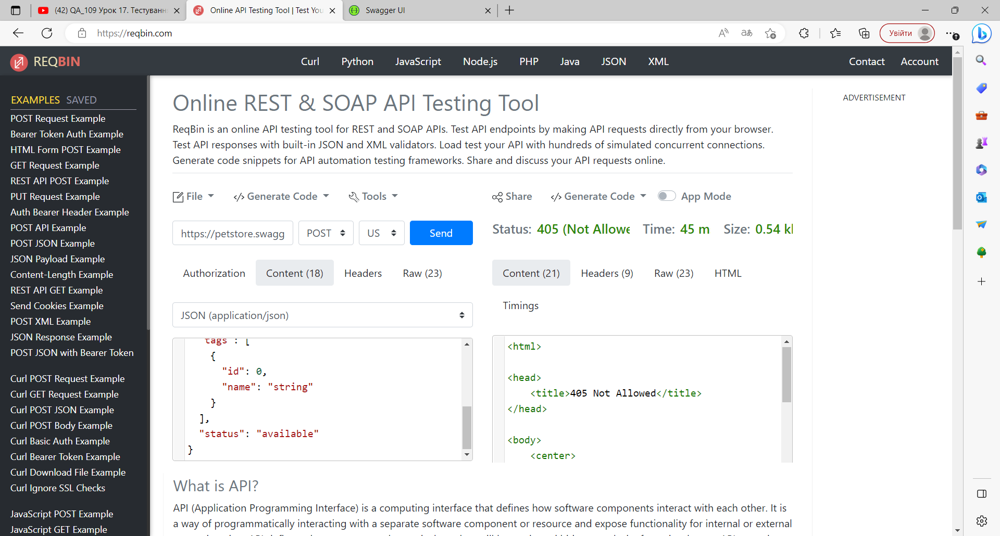 (42) QA_109 Урок 17. Тестуванн
Online API Testing Tool | Test You
Swagger UI
https://reqbin.com
Увійти
REQBIN
Curl
Python
JavaScript
Node.js
PHP
Java
JSON
XML
Contact
Account
EXAMPLES SAVED
POST Request Example
Bearer Token Auth Example
HTML Form POST Example
GET Request Example
REST API POST Example
PUT Request Example
Auth Bearer Header Example
POST API Example
POST JSON Example
JSON Payload Example
Content-Length Example
REST API GET Example
Send Cookies Example
POST XML Example
JSON Response Example
POST JSON with Bearer Token
Curl POST Request Example
Curl GET Request Example
Curl POST JSON Example
Curl POST Body Example
Curl Basic Auth Example
Curl Bearer Token Example
Curl Download File Example
Curl Ignore SSL Checks
JavaScript POST Example
JavaScript GET Example
Online REST & SOAP API Testing Tool
ReqBin is an online API testing tool for REST and SOAP APIs. Test API endpoints by making API requests directly from your browser.
Test API responses with built-in JSON and XML validators. Load test your API with hundreds of simulated concurrent connections.
Generate code snippets for API automation testing frameworks. Share and discuss your API requests online.
File
Generate Code
Tools
Share
Generate Code
App Mode
https://petstore.swagg
POST
US
Send
Status: 405 (Not Allowe
Time: 45 m
Size: 0.54 k
Authorization
Content (18)
Headers
Raw (23)
Content (21)
Headers (9)
Raw (23)
HTML
Timings
JSON (application/json)
tags : [
{
"id": 0,
"name": "string"
}
],
"status": "available"
}
<html>
<head>
<title>405 Not Allowed</title>
</head>
<body>
<center>
ADVERTISEMENT
What is API?
API (Application Programming Interface) is a computing interface that defines how software components interact with each other. It is
a way of programmatically interacting with a separate software component or resource and expose functionality for internal or external